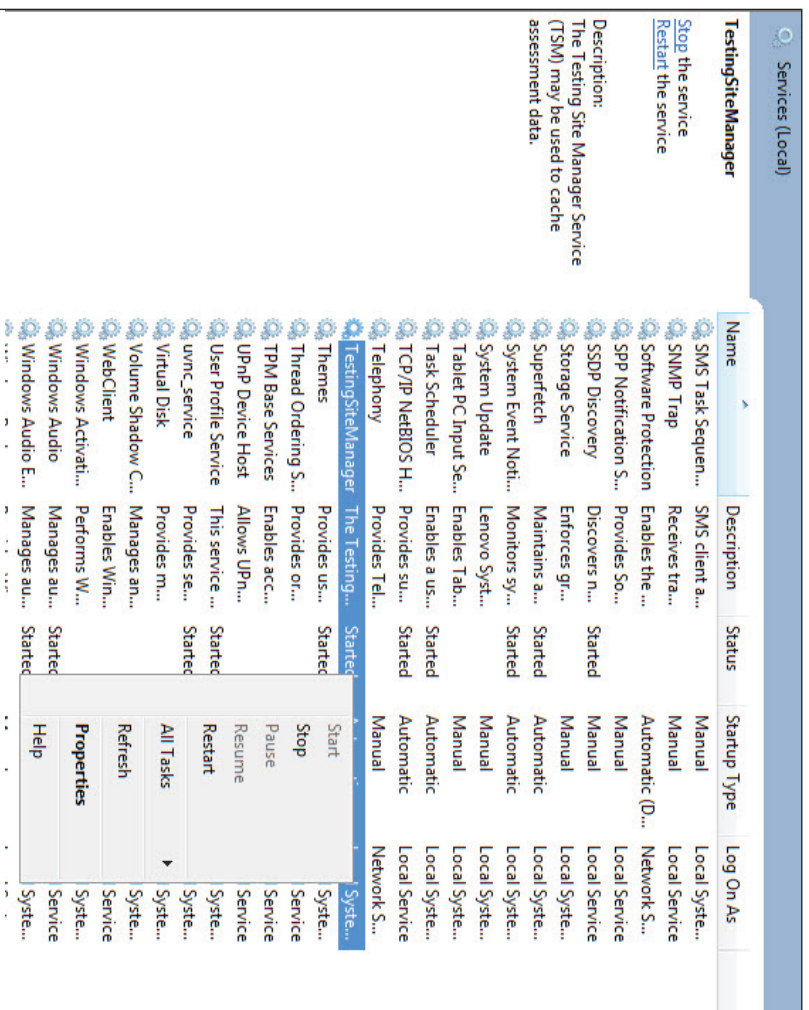 Services (Local)
TestingSiteManager
Stop the service
Restart the service
Description:
The Testing Site Manager Service
(TSM) may be used to cache
assessment data.
Name Description Status Startup Type Log On As
SMS Task Sequen... SMS client a... Manual Local Syste...
SNMP Trap Receives tra... Manual Local Service
Software Protection Enables the ... Automatic (D... Network S...
SPP Notification S... Provides So... Manual Local Service
SSDP Discovery Discovers n... Started Manual Local Service
Storage Service Enforces gr... Manual Local Syste...
Superfetch Maintains a... Started Automatic Local Syste...
System Event Noti... Monitors sy... Started Automatic Local Syste...
System Update Lenovo Syst... Manual Local Syste...
Tablet PC Input Se... Enables Tab... Manual Local Syste...
Task Scheduler Enables a us... Started Automatic Local Syste...
TCP/IP NetBIOS H... Provides su... Started Automatic Local Service
Telephony Provides Tel... Manual Network S...
TestingSiteManager The Testing... Started Syste...
Themes Provides us... Started Syste...
Thread Ordering S... Provides or... Service
TPM Base Services Enables acc... Service
UPnP Device Host Allows UPn... Service
User Profile Service This service ... Started Syste...
uvnc_service Provides se... Started Syste...
Virtual Disk Provides m... Syste...
Volume Shadow C... Manages an... Syste...
WebClient Enables Win... Service
Windows Activati... Performs W... Syste...
Windows Audio Manages au... Started Service
Windows Audio E... Manages au... Started Syste...
Start
Stop
Pause
Resume
Restart
All Tasks
Refresh
Properties
Help